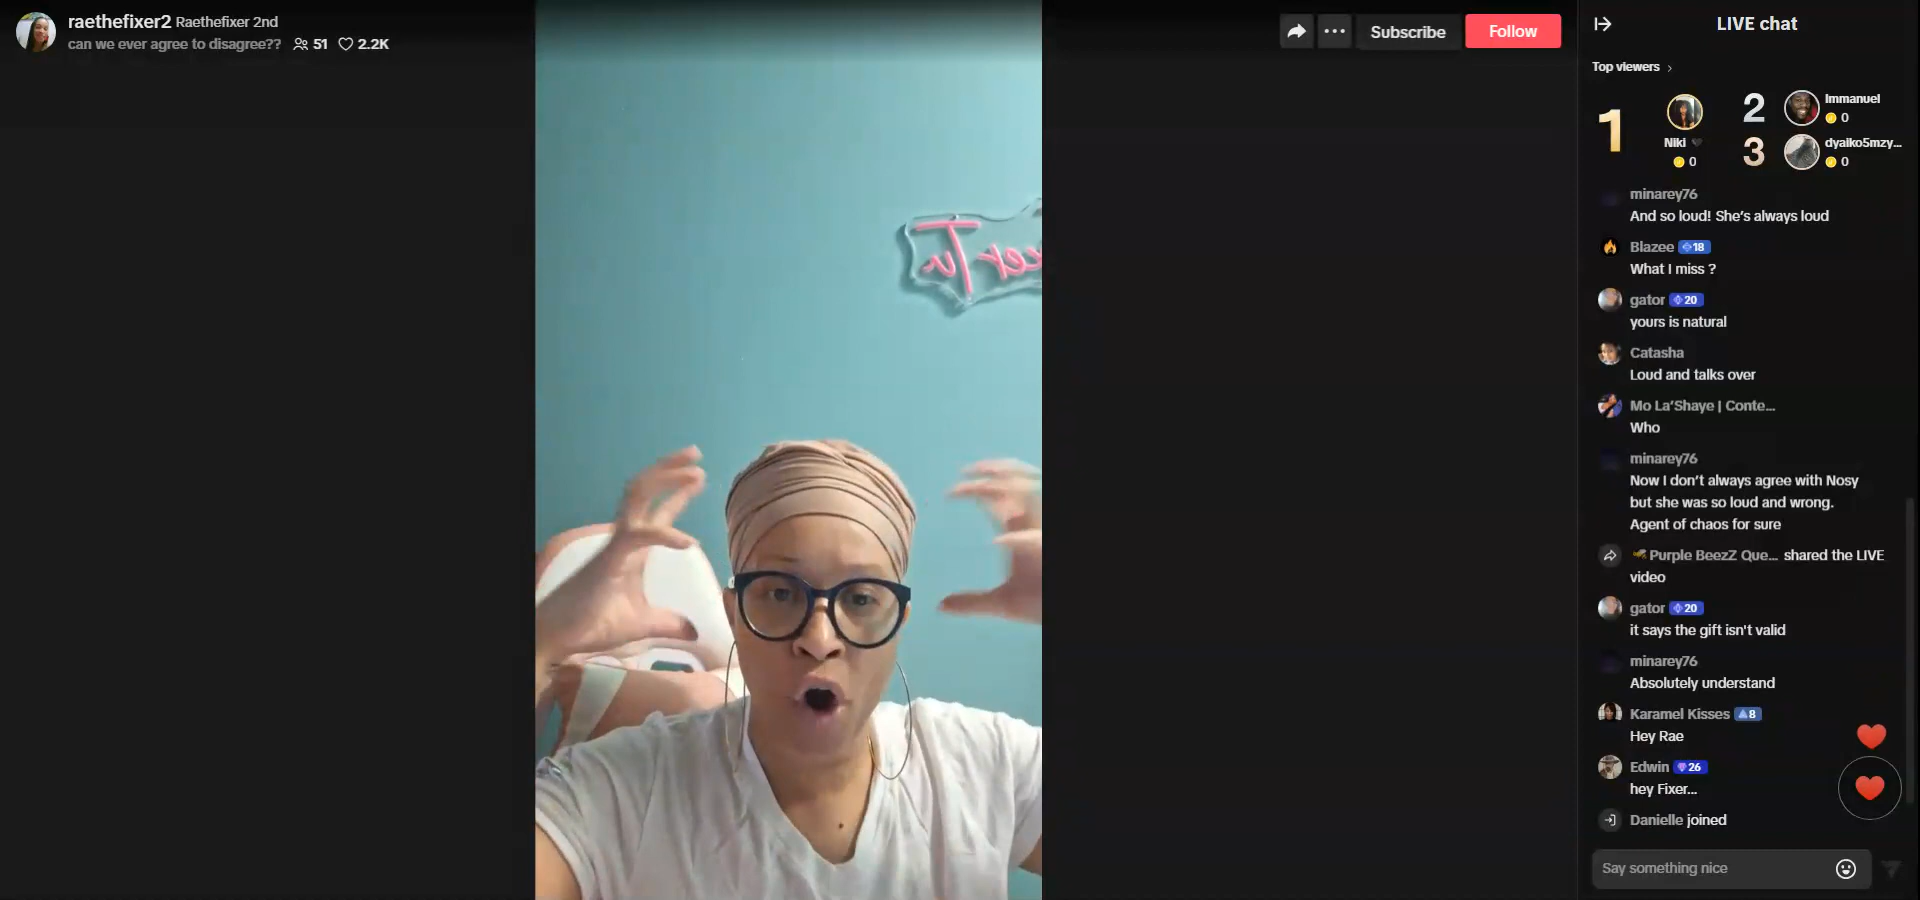 raethefixer2 Raethefixer 2nd
can we ever agree to disagree?? 51 2.2K
Subscribe
Follow
LIVE chat
Top viewers
1
Niki
0
2
Immanuel
0
3
dyalko5mzy...
0
minarey76
And so loud! She's always loud
Blazee 18
What I miss ?
gator 20
yours is natural
Catasha
Loud and talks over
Mo La'Shaye | Conte...
Who
minarey76
Now I don't always agree with Nosy
but she was so loud and wrong.
Agent of chaos for sure
Purple BeezZ Que... shared the LIVE
video
gator 20
it says the gift isn't valid
minarey76
Absolutely understand
Karamel Kisses 8
Hey Rae
Edwin 26
hey Fixer...
Danielle joined
Say something nice